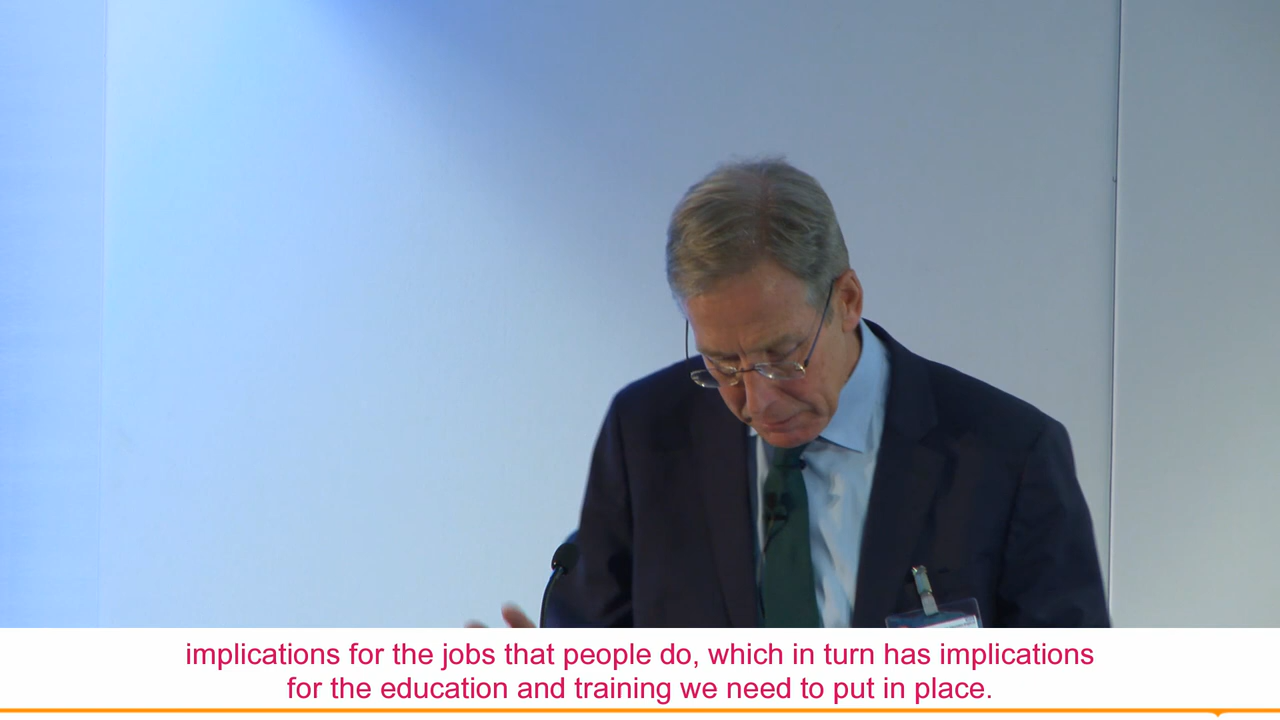 implications for the jobs that people do, which in turn has implications
for the education and training we need to put in place.